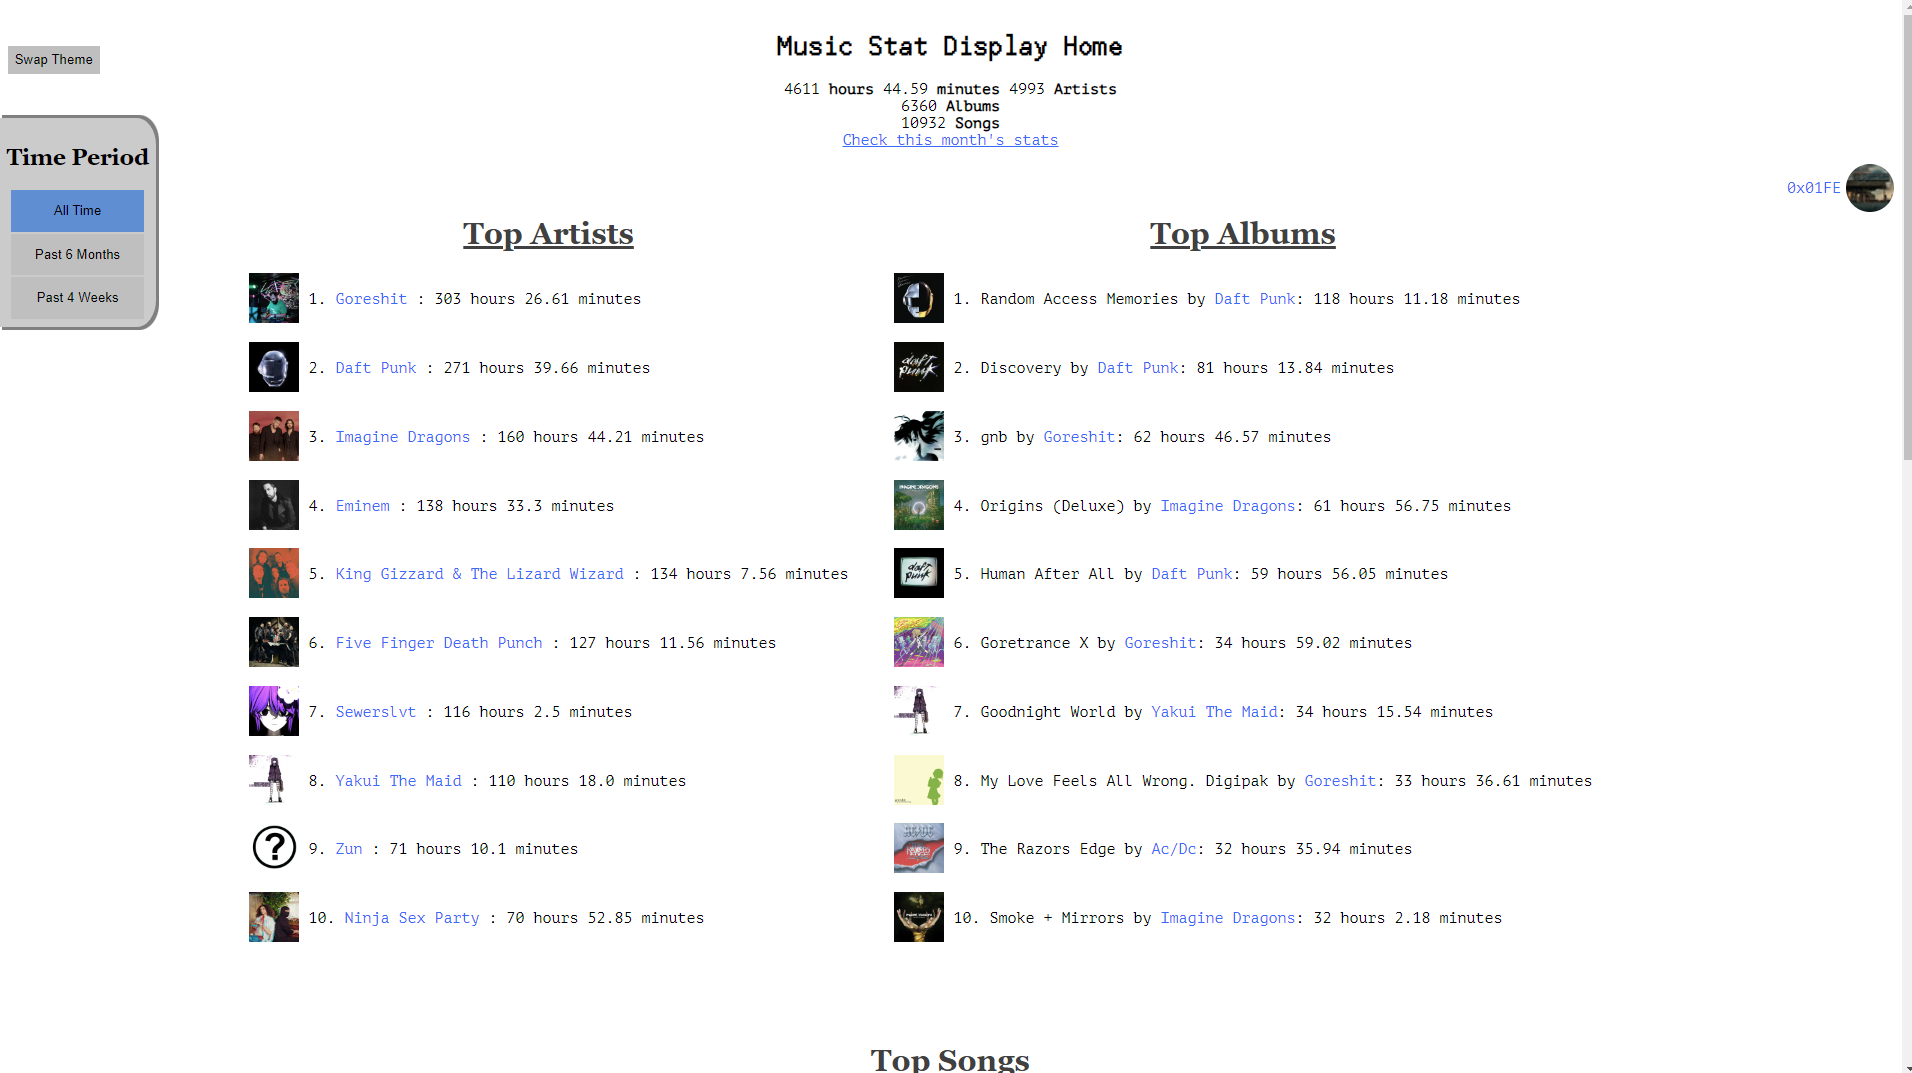 Swap Theme
Music Stat Display Home
4611 hours 44.59 minutes 4993 Artists
6360 Albums
10932 Songs
Check this month's stats
Time Period
All Time
Past 6 Months
Past 4 Weeks
0x01FE
Top Artists
1. Goreshit : 303 hours 26.61 minutes
2. Daft Punk : 271 hours 39.66 minutes
3. Imagine Dragons : 160 hours 44.21 minutes
4. Eminem : 138 hours 33.3 minutes
5. King Gizzard & The Lizard Wizard : 134 hours 7.56 minutes
6. Five Finger Death Punch : 127 hours 11.56 minutes
7. Sewerslvt : 116 hours 2.5 minutes
8. Yakui The Maid : 110 hours 18.0 minutes
?
9. Zun : 71 hours 10.1 minutes
10. Ninja Sex Party : 70 hours 52.85 minutes
Top Albums
1. Random Access Memories by Daft Punk: 118 hours 11.18 minutes
daft punk
2. Discovery by Daft Punk: 81 hours 13.84 minutes
3. gnb by Goreshit: 62 hours 46.57 minutes
IMAGINE DRAGONS
4. Origins (Deluxe) by Imagine Dragons: 61 hours 56.75 minutes
daft punk
5. Human After All by Daft Punk: 59 hours 56.05 minutes
6. Goretrance X by Goreshit: 34 hours 59.02 minutes
7. Goodnight World by Yakui The Maid: 34 hours 15.54 minutes
8. My Love Feels All Wrong. Digipak by Goreshit: 33 hours 36.61 minutes
9. The Razors Edge by Ac/Dc: 32 hours 35.94 minutes
10. Smoke + Mirrors by Imagine Dragons: 32 hours 2.18 minutes
Top Songs